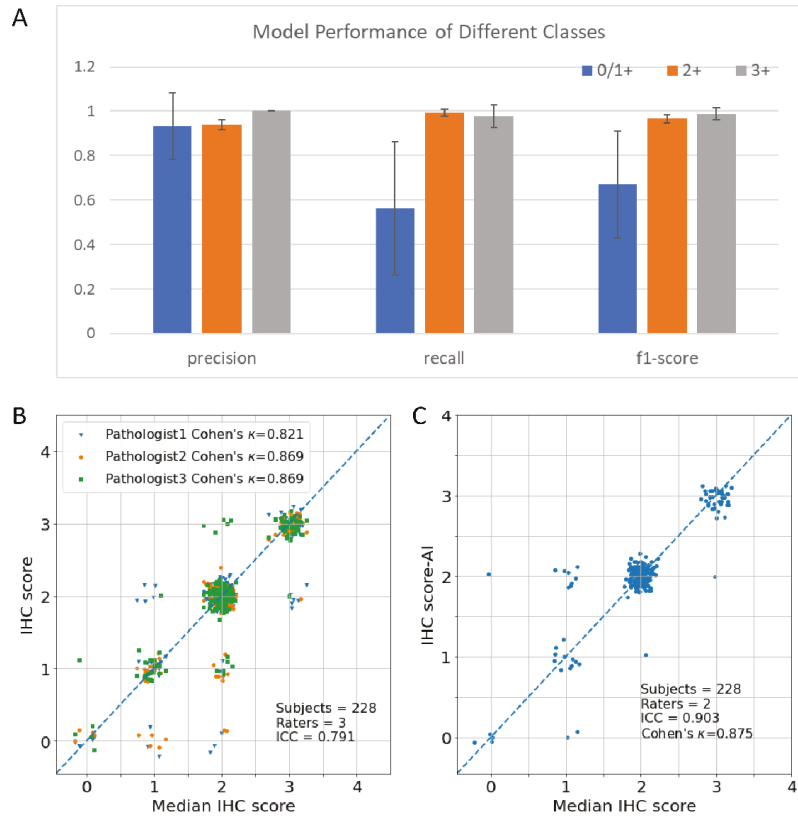 A
Model Performance of Different Classes
0/1+ 2+ 3+
1.2
1
0.8
0.6
0.4
0.2
0
precision recall f1-score
B
Pathologist1 Cohen's κ=0.821
Pathologist2 Cohen's κ=0.869
Pathologist3 Cohen's κ=0.869
4
3
2
1
0
IHC score
Subjects = 228
Raters = 3
ICC = 0.791
0 1 2 3 4
Median IHC score
C
4
3
2
1
0
IHC score-AI
Subjects = 228
Raters = 2
ICC = 0.903
Cohen's κ=0.875
0 1 2 3 4
Median IHC score